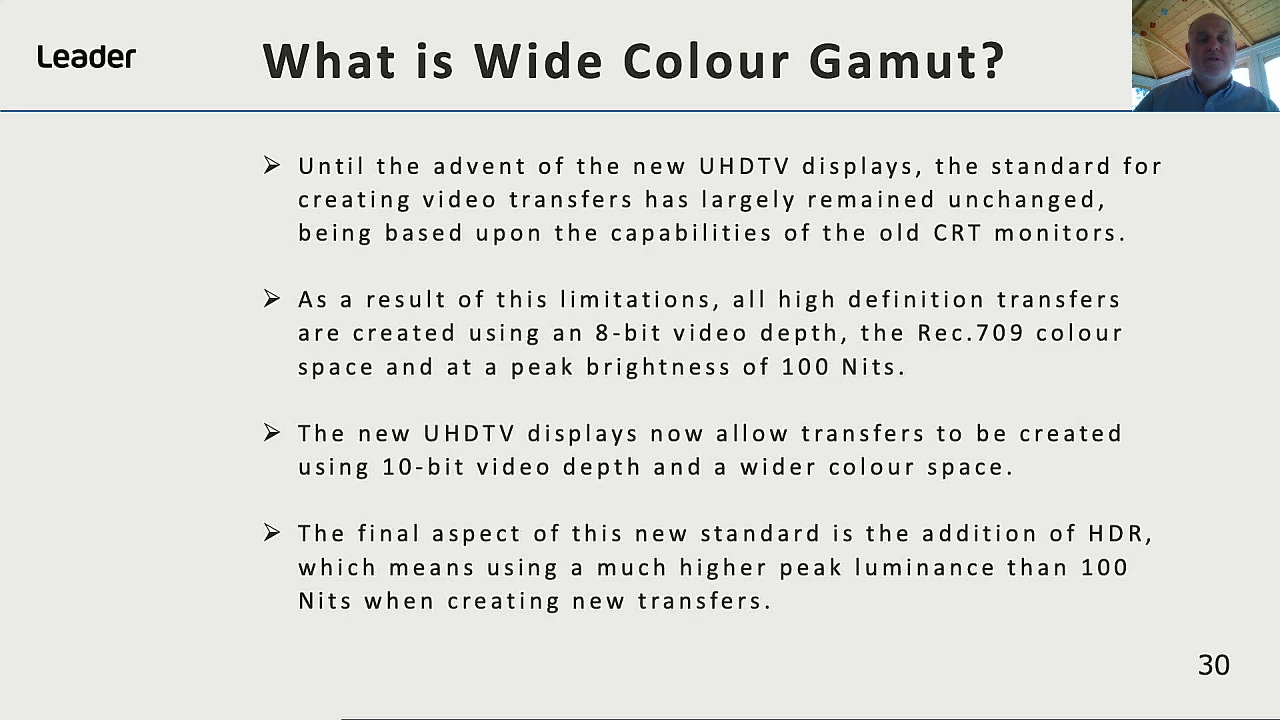 Leader
What is Wide Colour Gamut?
➢ Until the advent of the new UHDTV displays, the standard for
creating video transfers has largely remained unchanged,
being based upon the capabilities of the old CRT monitors.
➢ As a result of this limitations, all high definition transfers
are created using an 8-bit video depth, the Rec.709 colour
space and at a peak brightness of 100 Nits.
➢ The new UHDTV displays now allow transfers to be created
using 10-bit video depth and a wider colour space.
➢ The final aspect of this new standard is the addition of HDR,
which means using a much higher peak luminance than 100
Nits when creating new transfers.
30